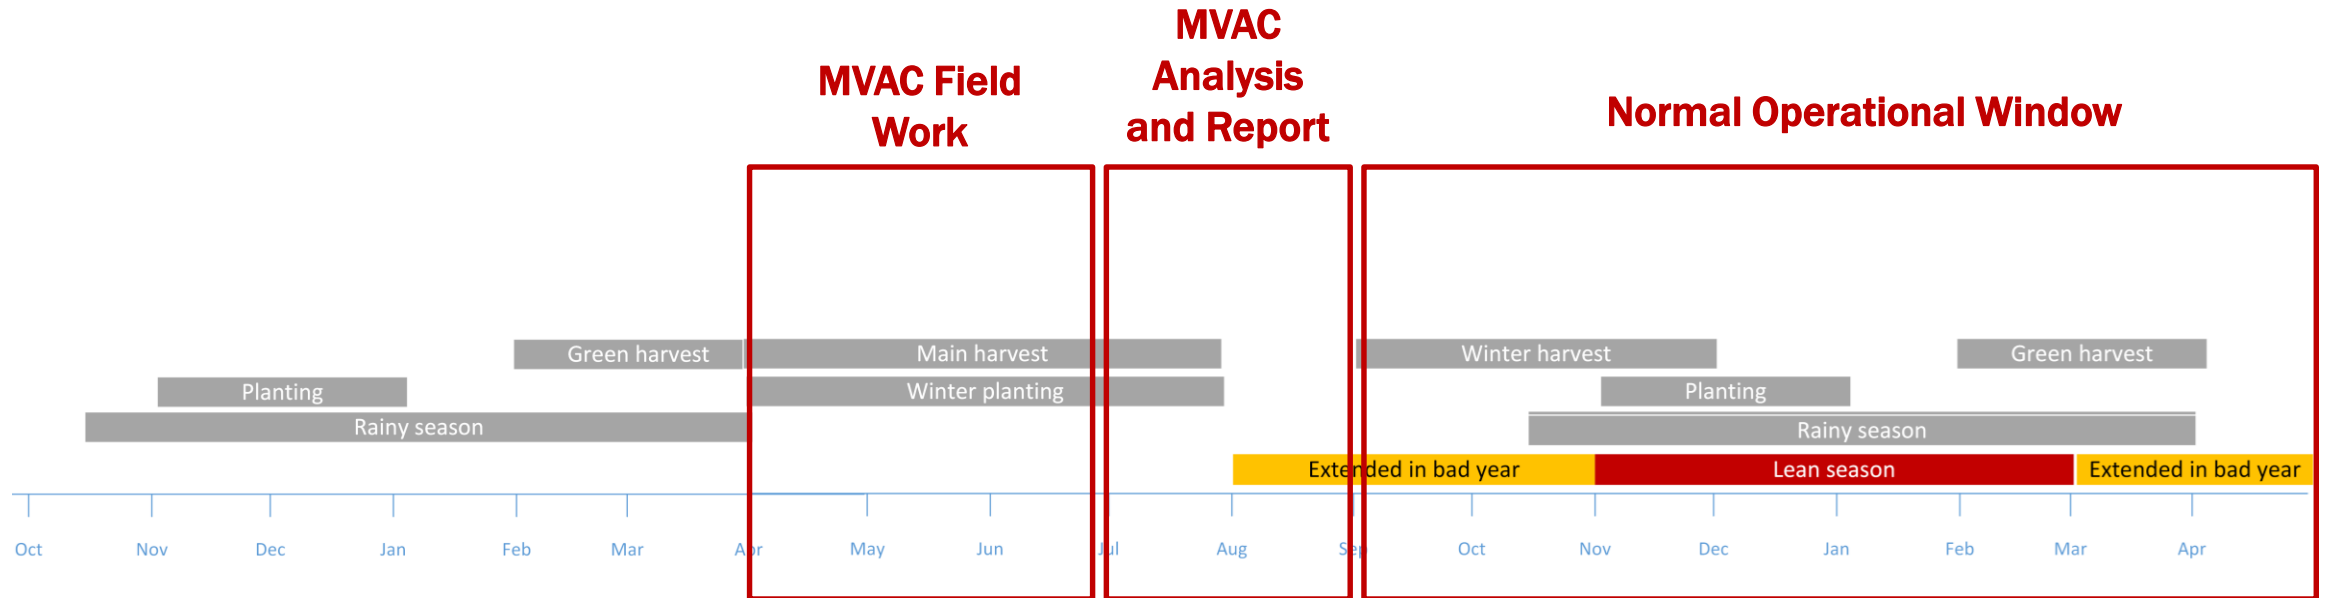 MVAC
Analysis
and Report
MVAC Field
Work
Normal Operational Window
Green harvest
Main harvest
Winter harvest
Green harvest
Planting
Winter planting
Planting
Rainy season
Rainy season
Extended in bad year
Lean season
Extended in bad year
Oct Nov Dec Jan Feb Mar Apr May Jun Jul Aug Sep Oct Nov Dec Jan Feb Mar Apr